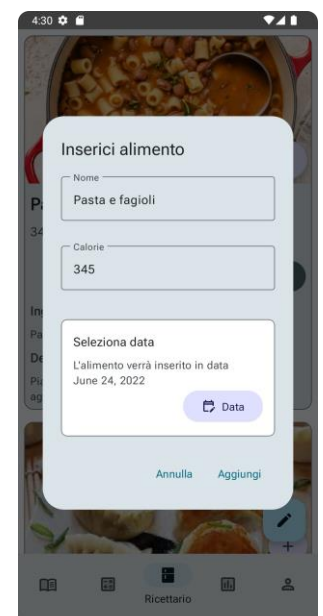 4:30
Inserici alimento
Nome
Pasta e fagioli
Calorie
345
Seleziona data
L'alimento verrà inserito in data
June 24, 2022
Data
Annulla Aggiungi
Ricettario